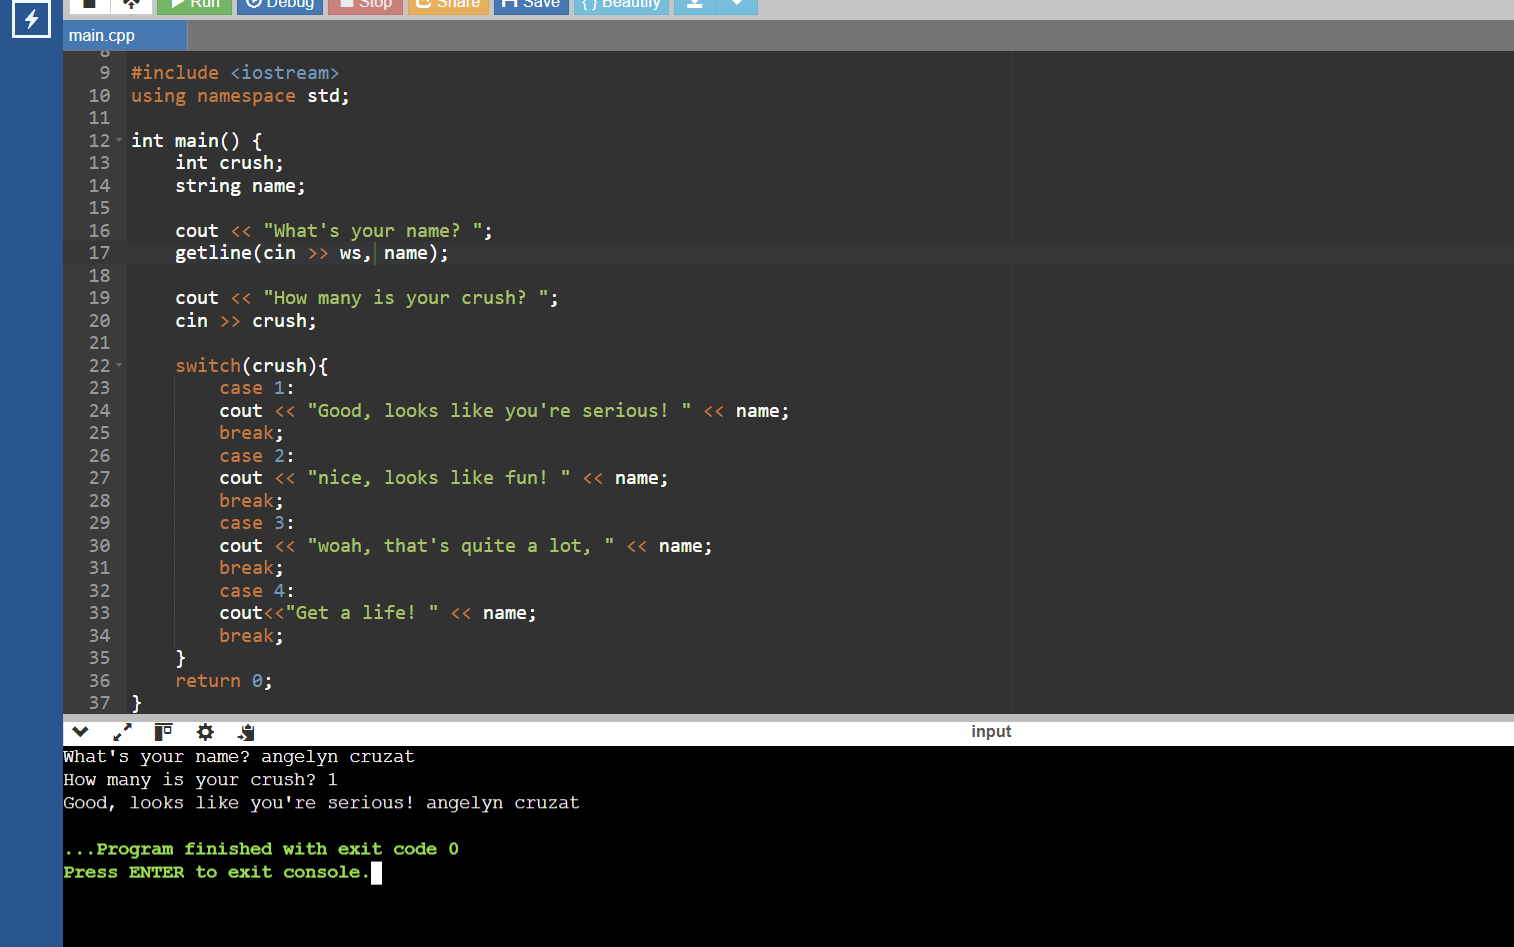 Run Debug Stop Share Save { } Beautify
main.cpp
8
9 #include <iostream>
10 using namespace std;
11
12 int main() {
13 int crush;
14 string name;
15
16 cout << "What's your name? ";
17 getline(cin >> ws, name);
18
19 cout << "How many is your crush? ";
20 cin >> crush;
21
22 switch(crush){
23 case 1:
24 cout << "Good, looks like you're serious! " << name;
25 break;
26 case 2:
27 cout << "nice, looks like fun! " << name;
28 break;
29 case 3:
30 cout << "woah, that's quite a lot, " << name;
31 break;
32 case 4:
33 cout<<"Get a life! " << name;
34 break;
35 }
36 return 0;
37 }
input
What's your name? angelyn cruzat
How many is your crush? 1
Good, looks like you're serious! angelyn cruzat
...Program finished with exit code 0
Press ENTER to exit console.